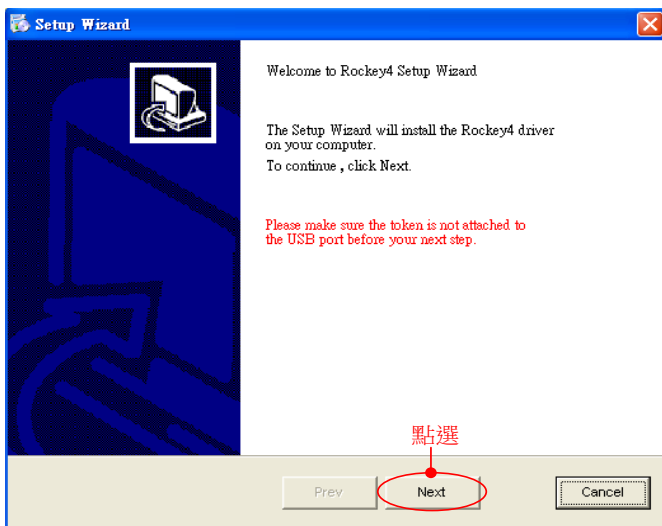 Setup Wizard
Welcome to Rockey4 Setup Wizard
The Setup Wizard will install the Rockey4 driver
on your computer.
To continue , click Next.
Please make sure the token is not attached to
the USB port before your next step.
點選
Prev
Next
Cancel